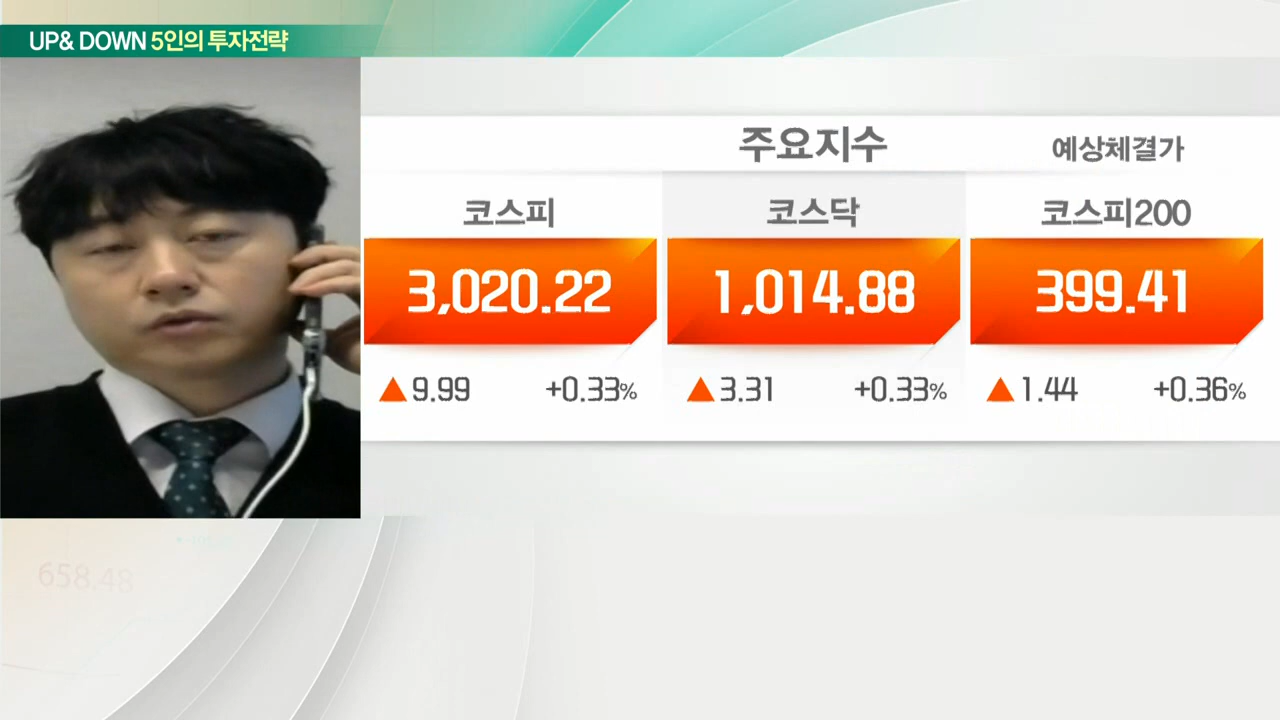 UP& DOWN 5인의 투자전략
주요지수 예상체결가
코스피 코스닥 코스피200
3,020.22 1,014.88 399.41
▲9.99 +0.33% ▲3.31 +0.33% ▲1.44 +0.36%
658.48